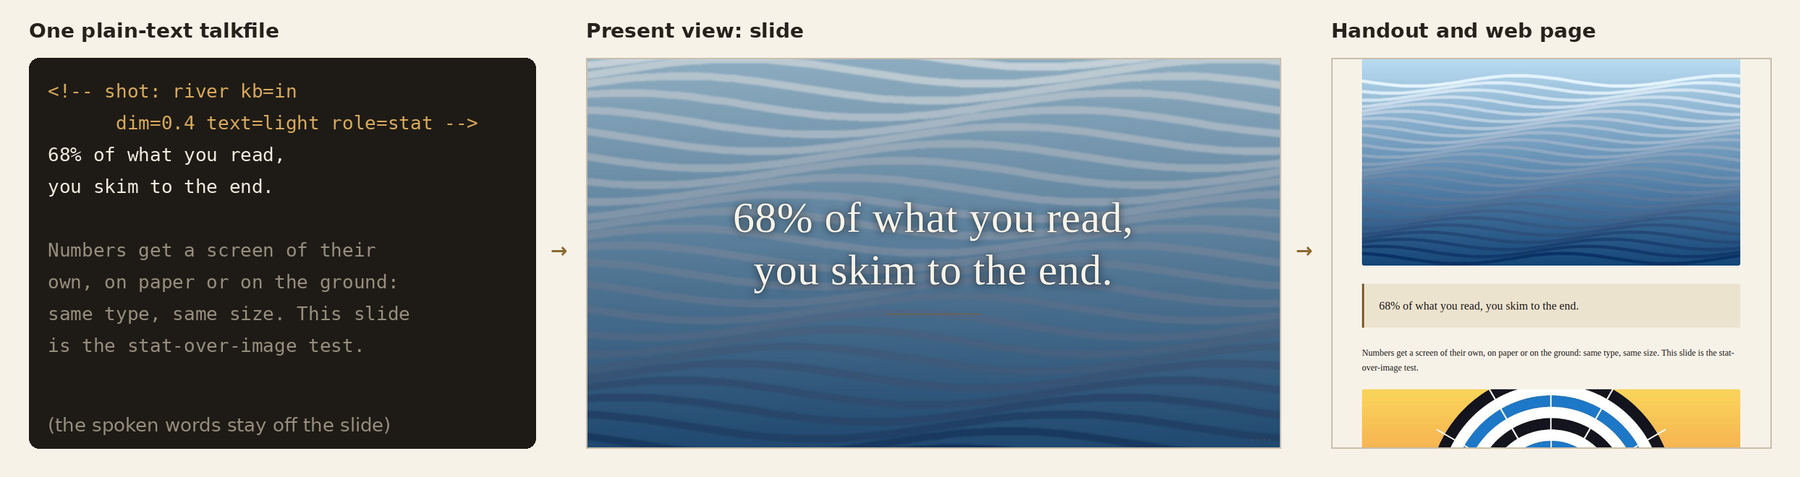 One plain-text talkfile
<!-- shot: river kb=in
dim=0.4 text=light role=stat -->
68% of what you read,
you skim to the end.
Numbers get a screen of their
own, on paper or on the ground:
same type, same size. This slide
is the stat-over-image test.
(the spoken words stay off the slide)
→
Present view: slide
68% of what you read,
you skim to the end.
→
Handout and web page
68% of what you read, you skim to the end.
Numbers get a screen of their own, on paper or on the ground: same type, same size. This slide is the stat-
over-image test.